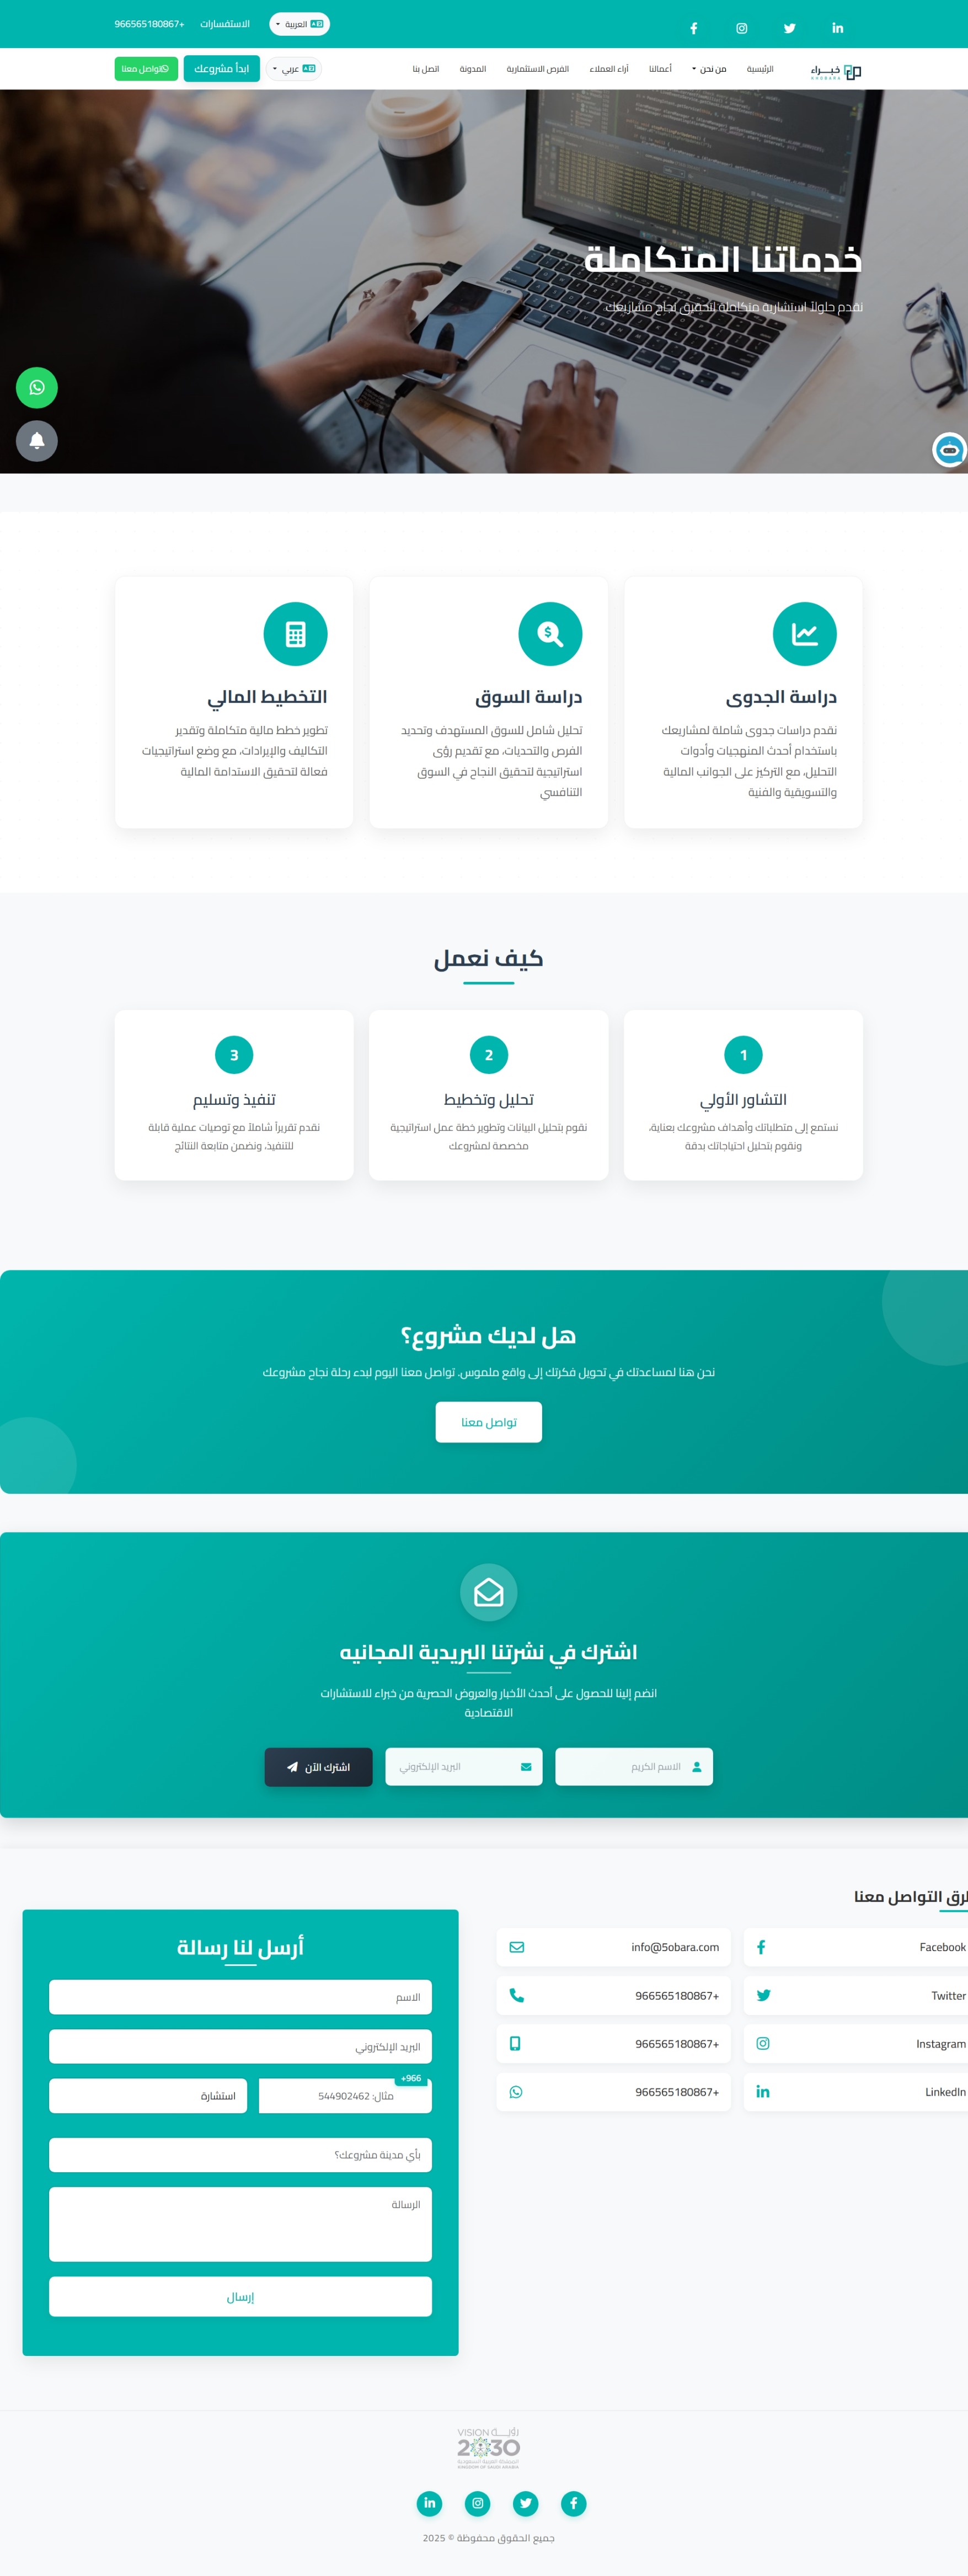 العربية
الاستفسارات
+966565180867
خبـــراء
KHOBARA
الرئيسية
من نحن
أعمالنا
آراء العملاء
الفرص الاستثمارية
المدونة
اتصل بنا
عربي
ابدأ مشروعك
تواصل معنا
خدماتنا المتكاملة
نقدم حلولاً استشارية متكاملة لتحقيق نجاح مشاريعك
دراسة الجدوى
نقدم دراسات جدوى شاملة لمشاريعك
باستخدام أحدث المنهجيات وأدوات
التحليل، مع التركيز على الجوانب المالية
والتسويقية والفنية
دراسة السوق
تحليل شامل للسوق المستهدف وتحديد
الفرص والتحديات، مع تقديم رؤى
استراتيجية لتحقيق النجاح في السوق
التنافسي
التخطيط المالي
تطوير خطط مالية متكاملة وتقدير
التكاليف والإيرادات، مع وضع استراتيجيات
فعالة لتحقيق الاستدامة المالية
كيف نعمل
1
التشاور الأولي
نستمع إلى متطلباتك وأهداف مشروعك بعناية،
ونقوم بتحليل احتياجاتك بدقة
2
تحليل وتخطيط
نقوم بتحليل البيانات وتطوير خطة عمل استراتيجية
مخصصة لمشروعك
3
تنفيذ وتسليم
نقدم تقريراً شاملاً مع توصيات عملية قابلة
للتنفيذ، ونضمن متابعة النتائج
هل لديك مشروع؟
نحن هنا لمساعدتك في تحويل فكرتك إلى واقع ملموس. تواصل معنا اليوم لبدء رحلة نجاح مشروعك
تواصل معنا
اشترك في نشرتنا البريدية المجانيه
انضم إلينا للحصول على أحدث الأخبار والعروض الحصرية من خبراء للاستشارات
الاقتصادية
الاسم الكريم
البريد الإلكتروني
اشترك الآن
التواصل معنا
Facebook
Twitter
Instagram
LinkedIn
info@5obara.com
+966565180867
+966565180867
+966565180867
أرسل لنا رسالة
الاسم
البريد الإلكتروني
+966
مثال: 544902462
استشارة
بأي مدينة مشروعك؟
الرسالة
إرسال
VISION رؤيـــة
2030
المملكة العربية السعودية
KINGDOM OF SAUDI ARABIA
جميع الحقوق محفوظة © 2025